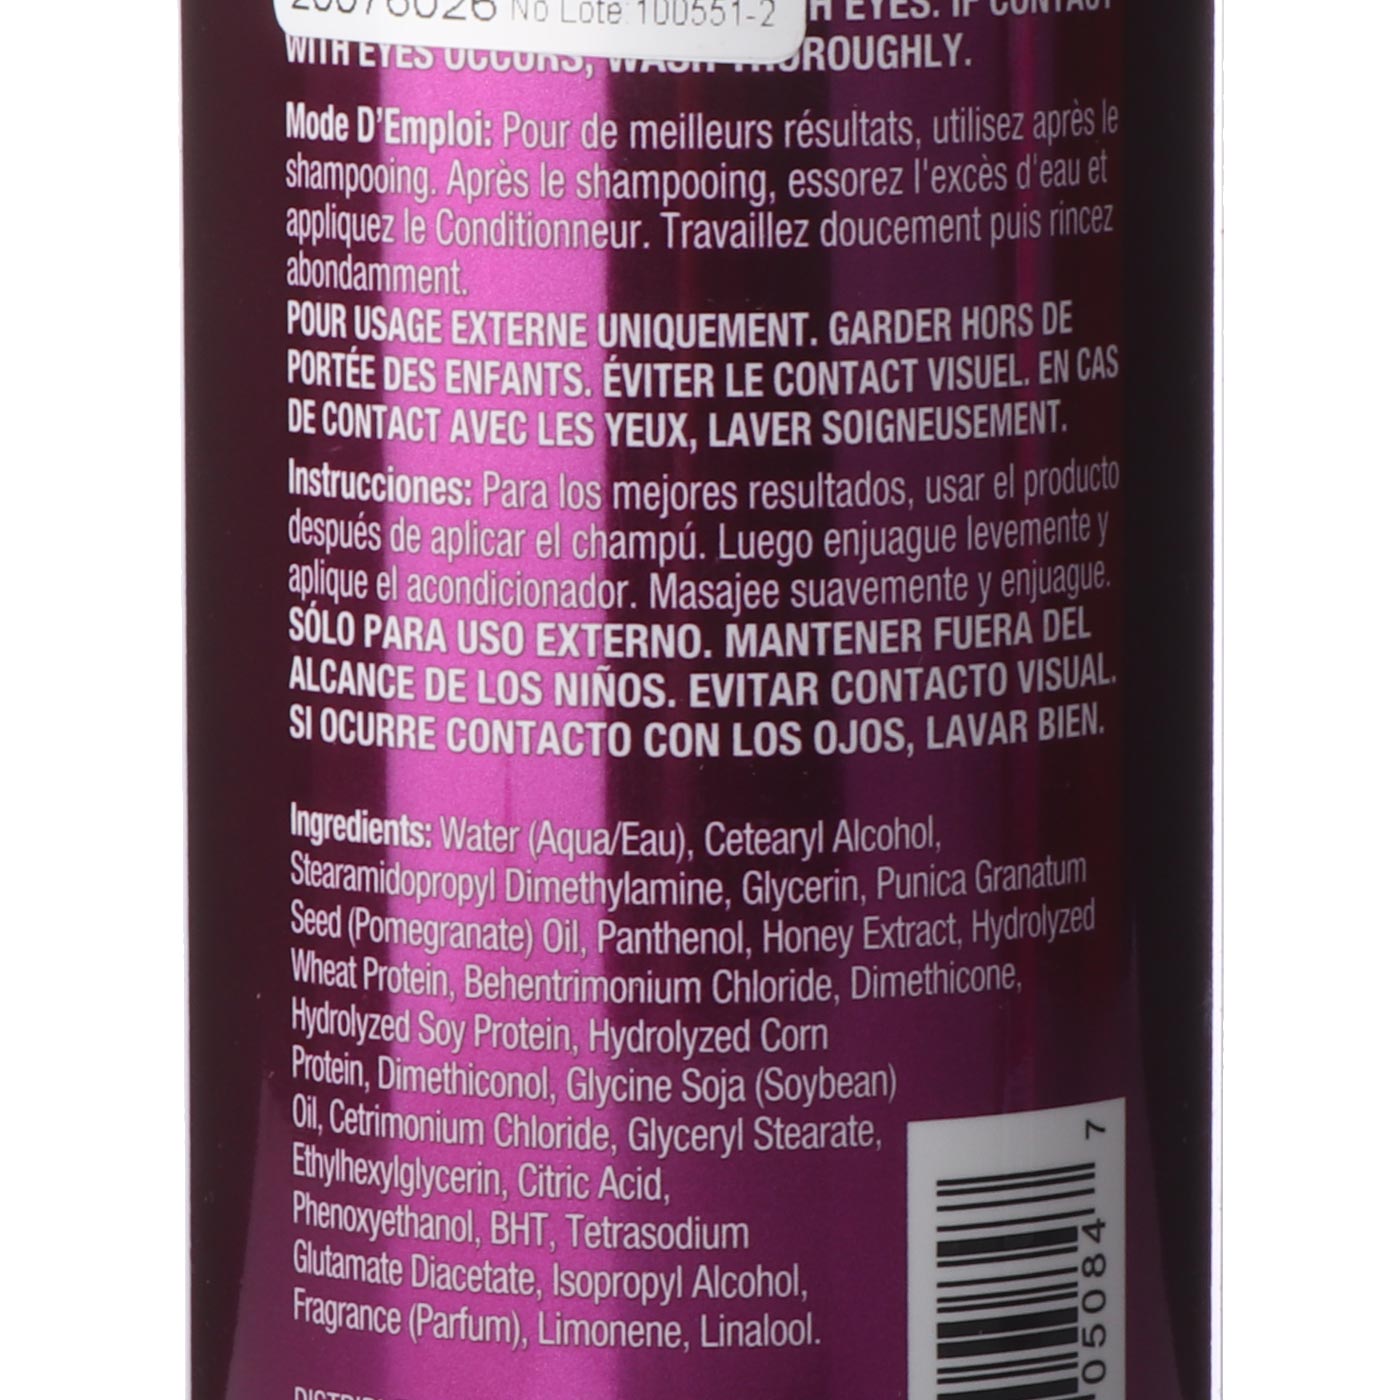 No Lote:100551-2
EYES. IF CONTACT
WITH EYES OCCURS, WASH THOROUGHLY.
Mode D'Emploi: Pour de meilleurs résultats, utilisez après le
shampooing. Après le shampooing, essorez l'excès d'eau et
appliquez le Conditionneur. Travaillez doucement puis rincez
abondamment.
POUR USAGE EXTERNE UNIQUEMENT. GARDER HORS DE
PORTÉE DES ENFANTS. ÉVITER LE CONTACT VISUEL. EN CAS
DE CONTACT AVEC LES YEUX, LAVER SOIGNEUSEMENT.
Instrucciones: Para los mejores resultados, usar el producto
después de aplicar el champú. Luego enjuague levemente y
aplique el acondicionador. Masajee suavemente y enjuague.
SÓLO PARA USO EXTERNO. MANTENER FUERA DEL
ALCANCE DE LOS NIÑOS. EVITAR CONTACTO VISUAL.
SI OCURRE CONTACTO CON LOS OJOS, LAVAR BIEN.
Ingredients: Water (Aqua/Eau), Cetearyl Alcohol,
Stearamidopropyl Dimethylamine, Glycerin, Punica Granatum
Seed (Pomegranate) Oil, Panthenol, Honey Extract, Hydrolyzed
Wheat Protein, Behentrimonium Chloride, Dimethicone,
Hydrolyzed Soy Protein, Hydrolyzed Corn
Protein, Dimethiconol, Glycine Soja (Soybean)
Oil, Cetrimonium Chloride, Glyceryl Stearate,
Ethylhexylglycerin, Citric Acid,
Phenoxyethanol, BHT, Tetrasodium
Glutamate Diacetate, Isopropyl Alcohol,
Fragrance (Parfum), Limonene, Linalool.
05084 7